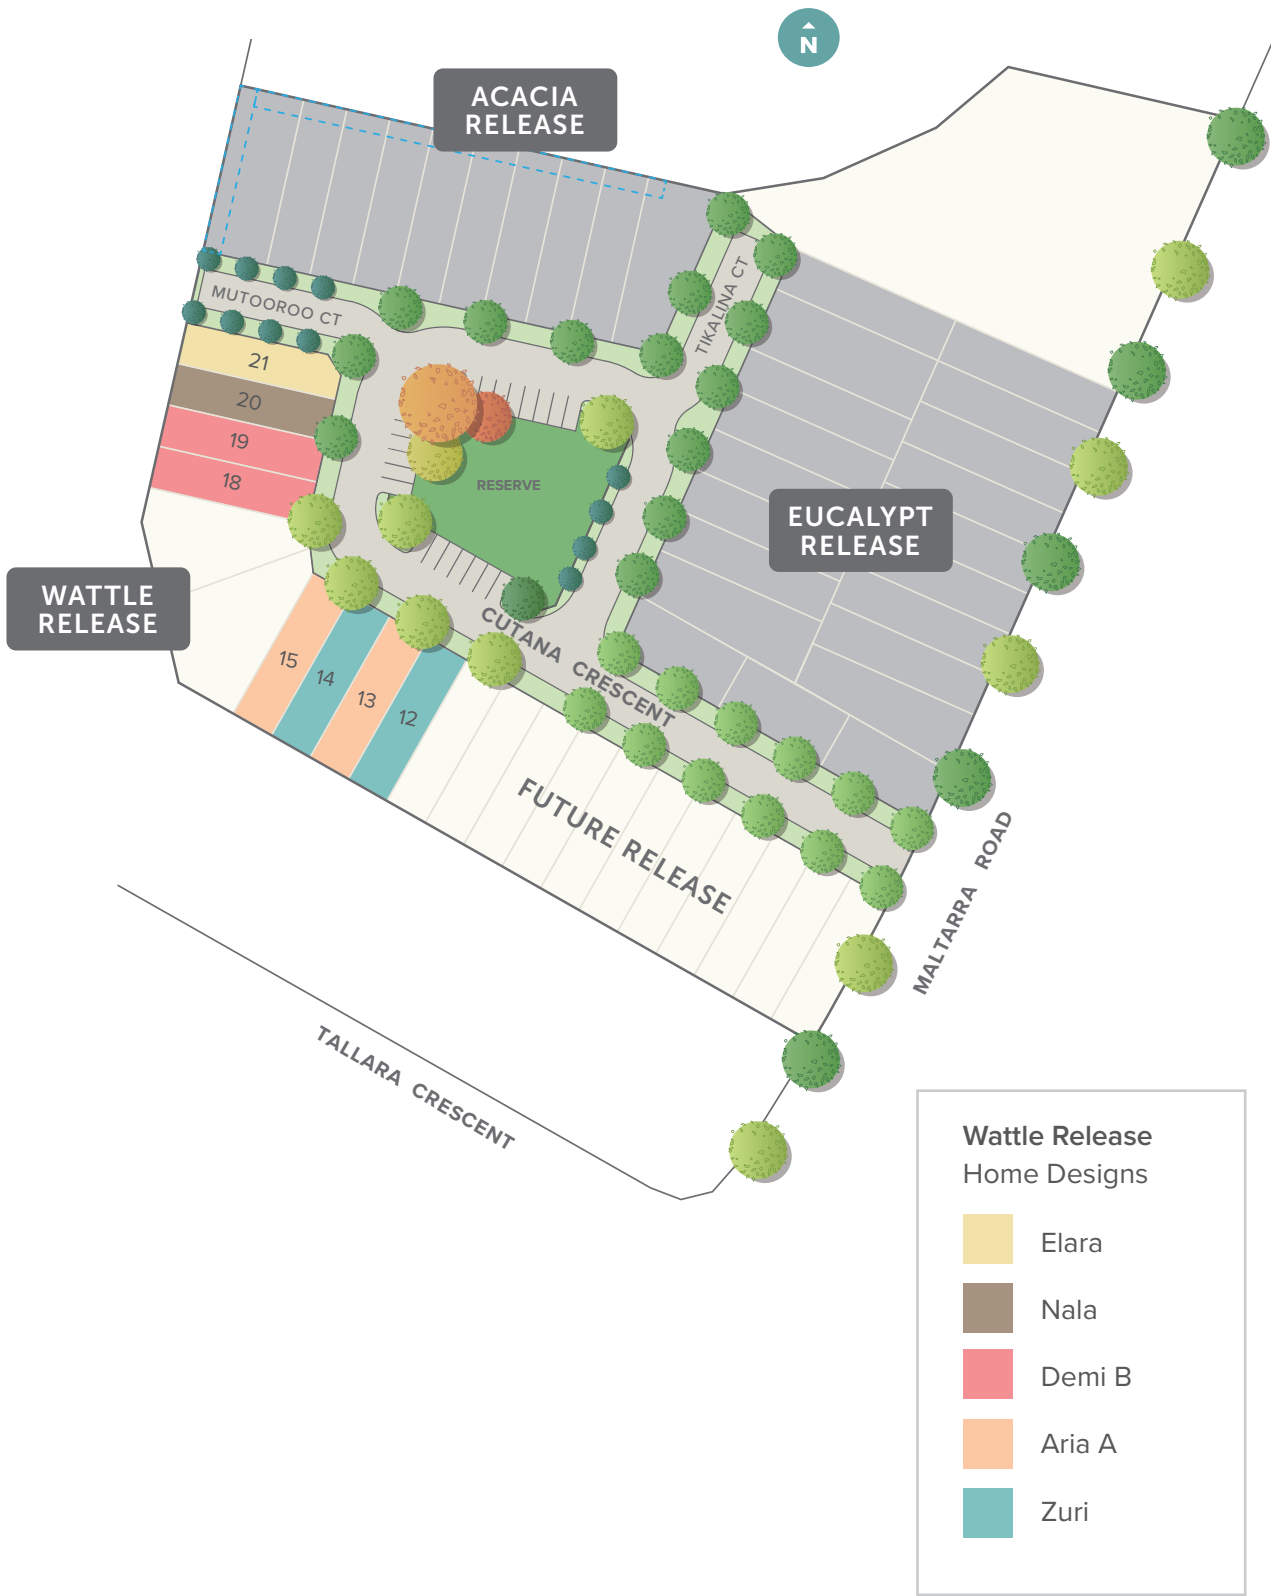 N
ACACIA
RELEASE
MUTOOROO CT
TIKALINA CT
21
20
19
18
RESERVE
EUCALYPT
RELEASE
WATTLE
RELEASE
15
14
13
12
CUTANA CRESCENT
FUTURE RELEASE
MALTARRA ROAD
TALLARA CRESCENT
Wattle Release
Home Designs
Elara
Nala
Demi B
Aria A
Zuri